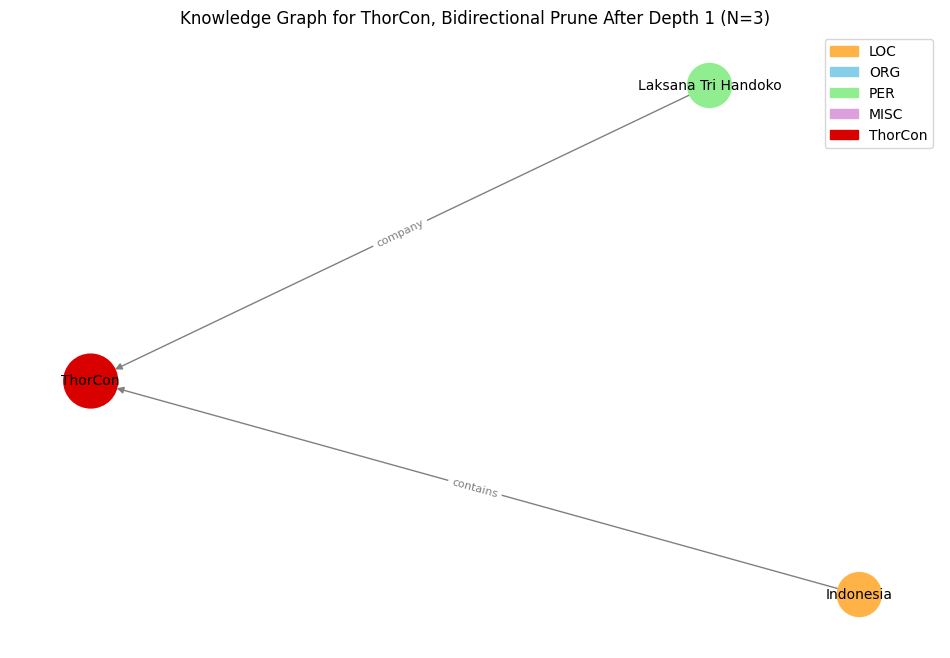 Knowledge Graph for ThorCon, Bidirectional Prune After Depth 1 (N=3)
LOC
ORG
PER
MISC
ThorCon
Laksana Tri Handoko
company
ThorCon
contains
Indonesia